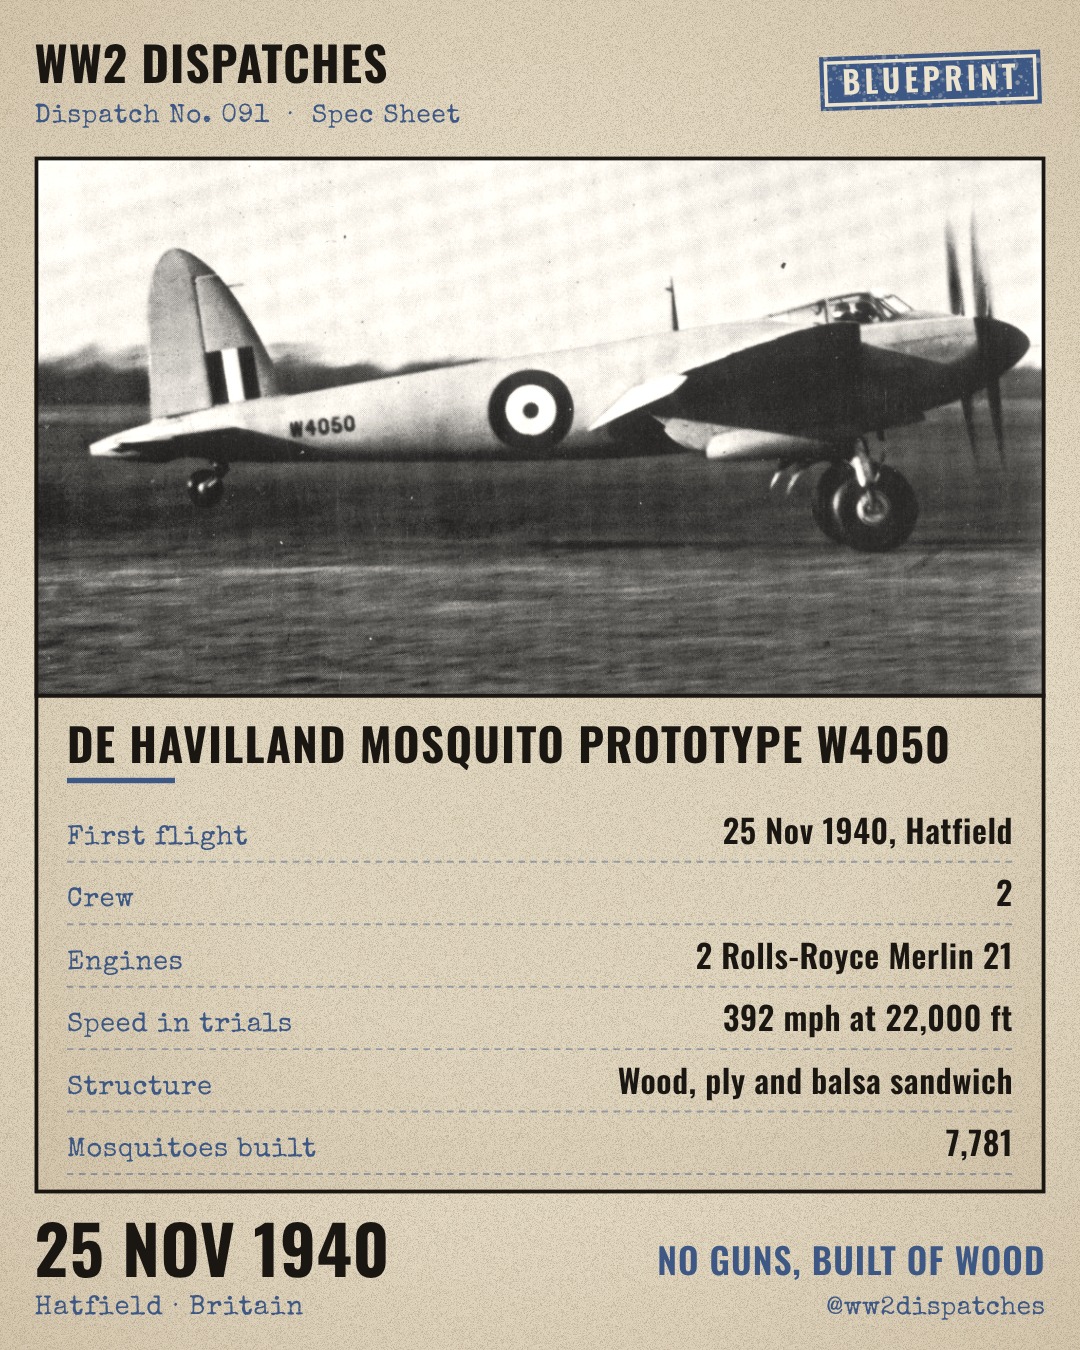 WW2 DISPATCHES
Dispatch No. 091 · Spec Sheet
BLUEPRINT
W4050
DE HAVILLAND MOSQUITO PROTOTYPE W4050
First flight 25 Nov 1940, Hatfield
Crew 2
Engines 2 Rolls-Royce Merlin 21
Speed in trials 392 mph at 22,000 ft
Structure Wood, ply and balsa sandwich
Mosquitoes built 7,781
25 NOV 1940
Hatfield · Britain
NO GUNS, BUILT OF WOOD
@ww2dispatches